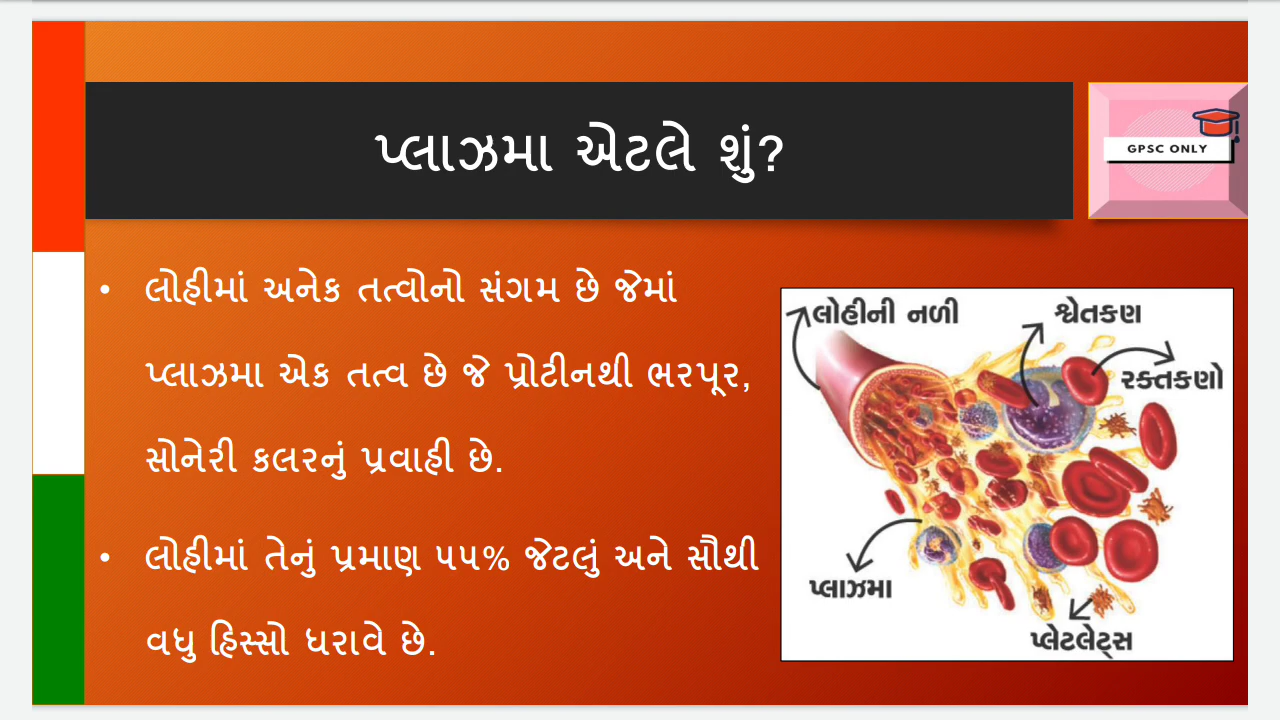 પ્લાઝમા એટલે શું?
GPSC ONLY
• લોહીમાં અનેક તત્વોનો સંગમ છે જેમાં
પ્લાઝમા એક તત્વ છે જે પ્રોટીનથી ભરપૂર,
સોનેરી કલરનું પ્રવાહી છે.
• લોહીમાં તેનું પ્રમાણ ૫૫% જેટલું અને સૌથી
વધુ હિસ્સો ધરાવે છે.
લોહીની નળી
શ્વેતકણ
રક્તકણો
પ્લાઝમા
પ્લેટલેટ્સ